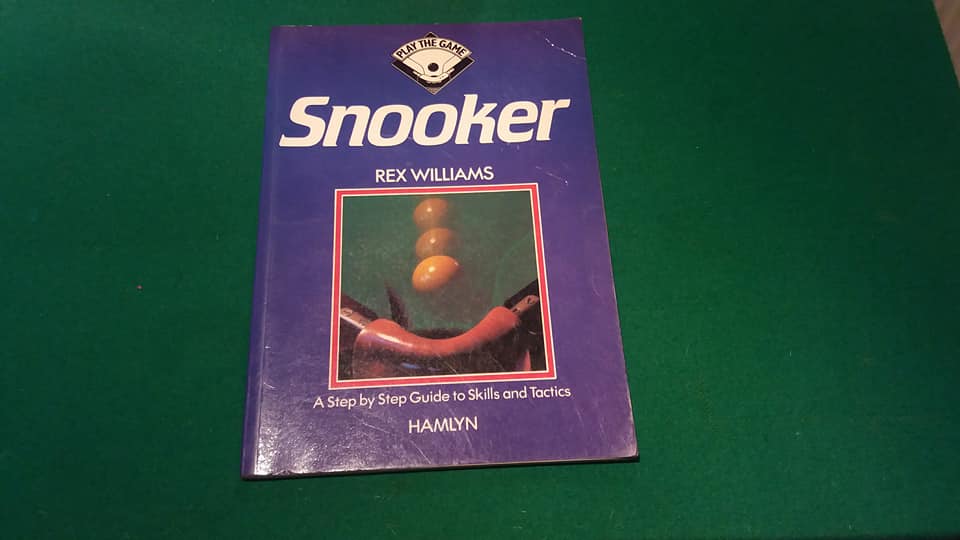 PLAY THE GAME
Snooker
REX WILLIAMS
A Step by Step Guide to Skills and Tactics
HAMLYN